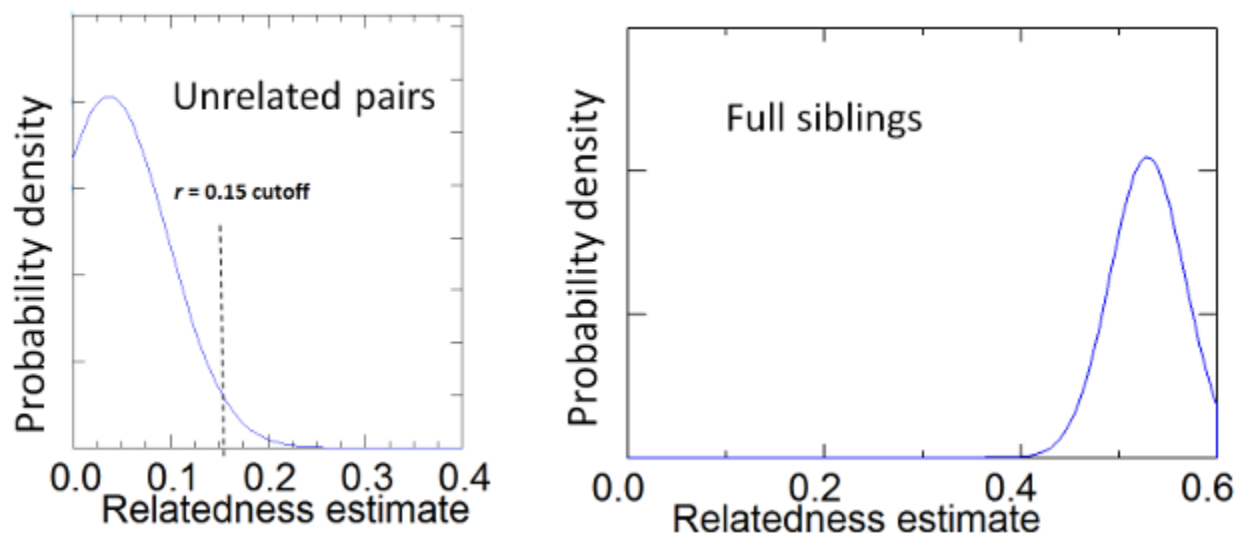 Probability density
Unrelated pairs
r = 0.15 cutoff
0.0 0.1 0.2 0.3 0.4
Relatedness estimate
Probability density
Full siblings
0.0 0.2 0.4 0.6
Relatedness estimate